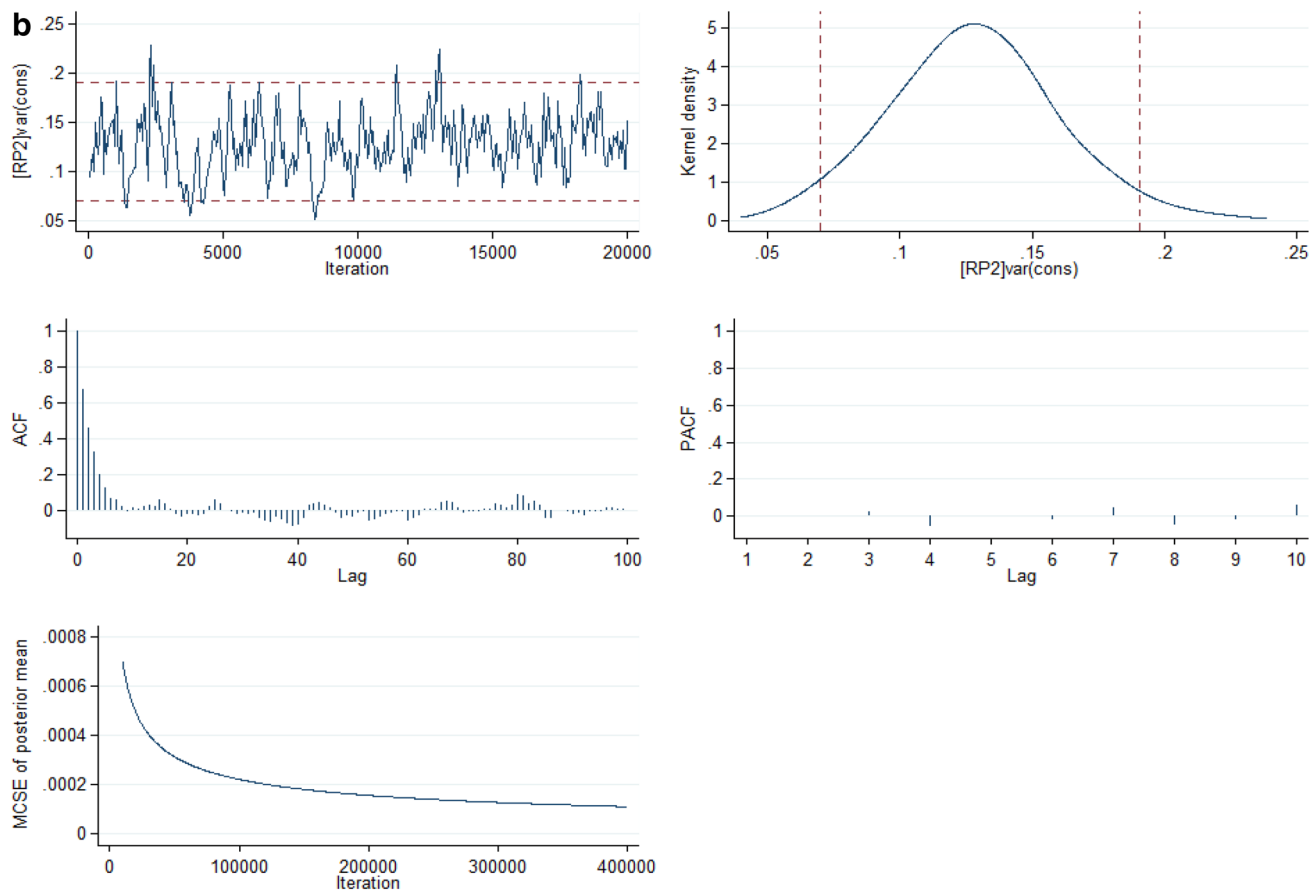 b
.25
.2
.15
.1
.05
[RP2]var(cons)
0 5000 10000 15000 20000
Iteration
5
4
3
2
1
0
Kernel density
.05 .1 .15 .2 .25
[RP2]var(cons)
1
.8
.6
.4
.2
0
ACF
0 20 40 60 80 100
Lag
1
.8
.6
.4
.2
0
PACF
1 2 3 4 5 6 7 8 9 10
Lag
.0008
.0006
.0004
.0002
0
MCSE of posterior mean
0 100000 200000 300000 400000
Iteration